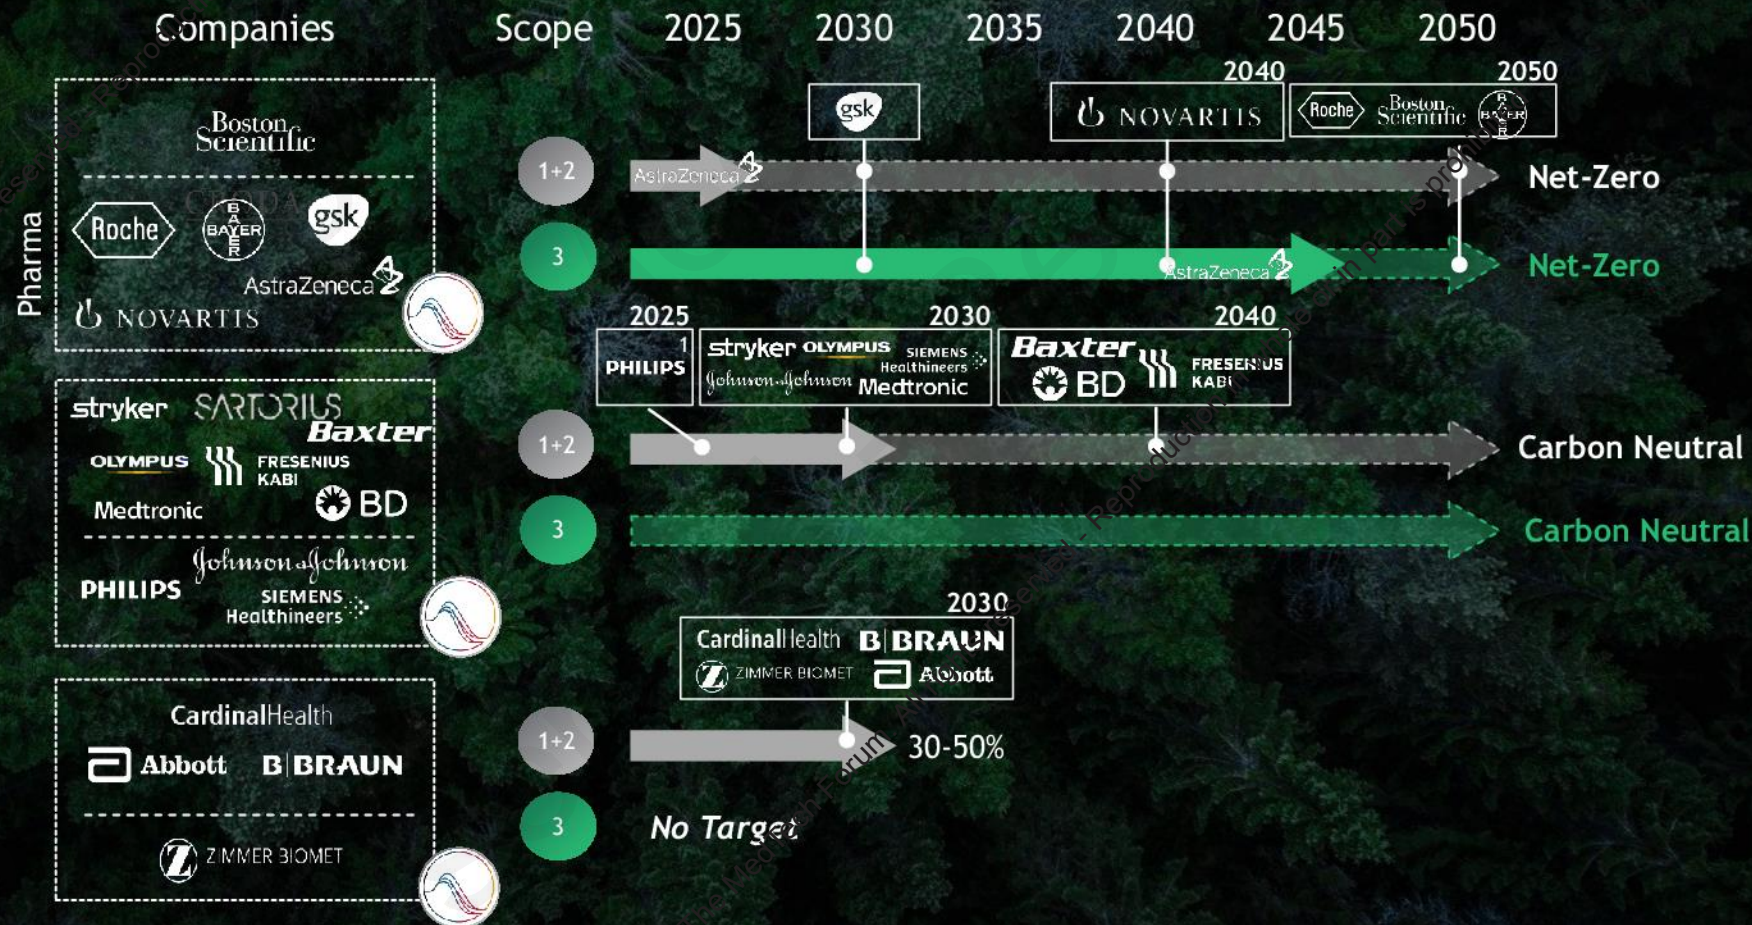 Companies Scope 2025 2030 2035 2040 2045 2050
Pharma
Boston
Scientific
Roche
BAYER
BAYER
gsk
AstraZeneca
NOVARTIS
1+2
3
gsk
2040
NOVARTIS
2050
Roche
Boston
Scientific
BAYER
BAYER
AstraZeneca
Net-Zero
AstraZeneca
Net-Zero
stryker SARTORIUS
Baxter
OLYMPUS
FRESENIUS
KABI
Medtronic
BD
Johnson & Johnson
PHILIPS
SIEMENS
Healthineers
1+2
3
2025
1
PHILIPS
2030
stryker OLYMPUS
SIEMENS
Healthineers
Johnson & Johnson Medtronic
2040
Baxter
BD
FRESENIUS
KABI
Carbon Neutral
Carbon Neutral
CardinalHealth
Abbott B|BRAUN
ZIMMER BIOMET
1+2
3
2030
CardinalHealth B|BRAUN
ZIMMER BIOMET Abbott
30-50%
No Target